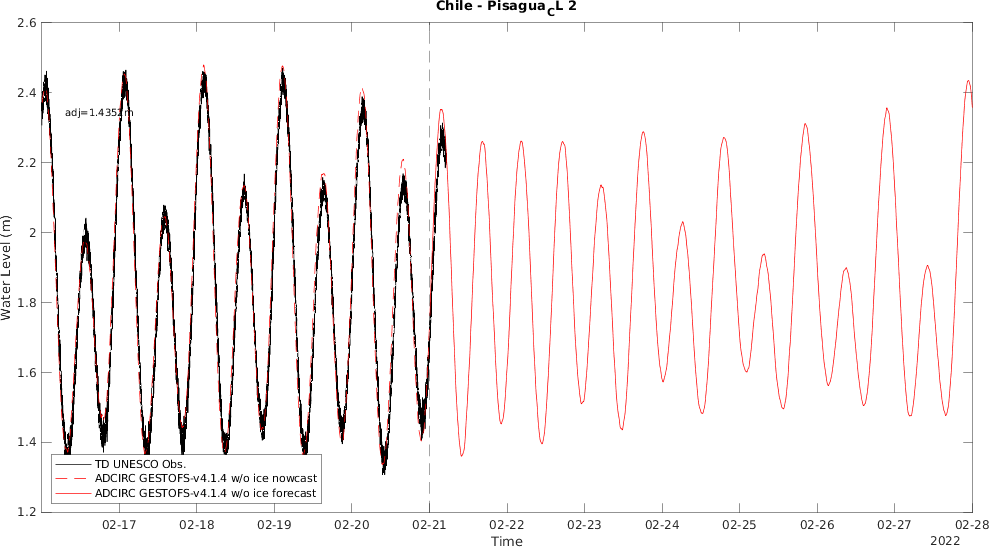 Chile - Pisagua_CL 2
2.6
2.4
2.2
2
1.8
1.6
1.4
1.2
Water Level (m)
adj=1.4352m
TD UNESCO Obs.
ADCIRC GESTOFS-v4.1.4 w/o ice nowcast
ADCIRC GESTOFS-v4.1.4 w/o ice forecast
02-17 02-18 02-19 02-20 02-21 02-22 02-23 02-24 02-25 02-26 02-27 02-28
Time
2022